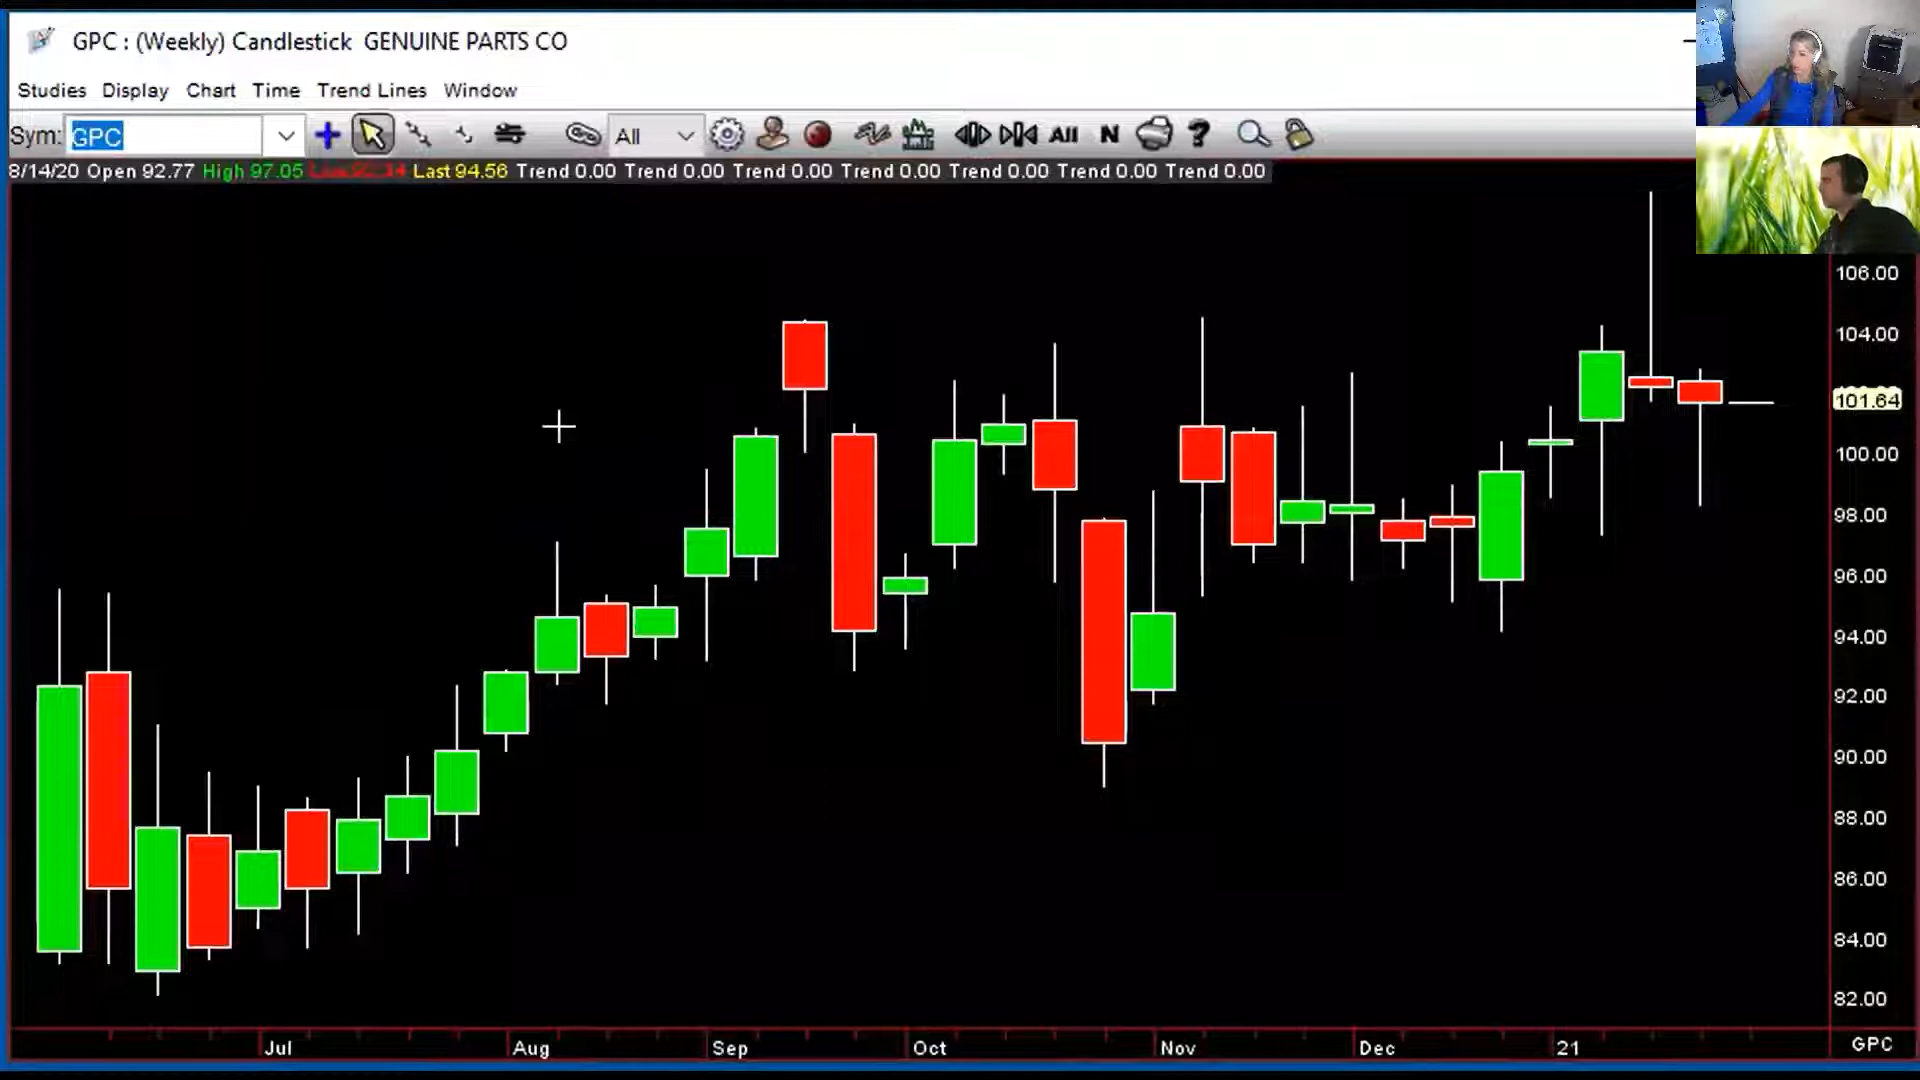 GPC : (Weekly) Candlestick GENUINE PARTS CO
Studies Display Chart Time Trend Lines Window
Sym: GPC All All N ?
8/14/20 Open 92.77 High 97.05 Last 94.56 Trend 0.00 Trend 0.00 Trend 0.00 Trend 0.00 Trend 0.00 Trend 0.00 Trend 0.00
106.00
104.00
101.64
100.00
98.00
96.00
94.00
92.00
90.00
88.00
86.00
84.00
82.00
Jul Aug Sep Oct Nov Dec 21 GPC